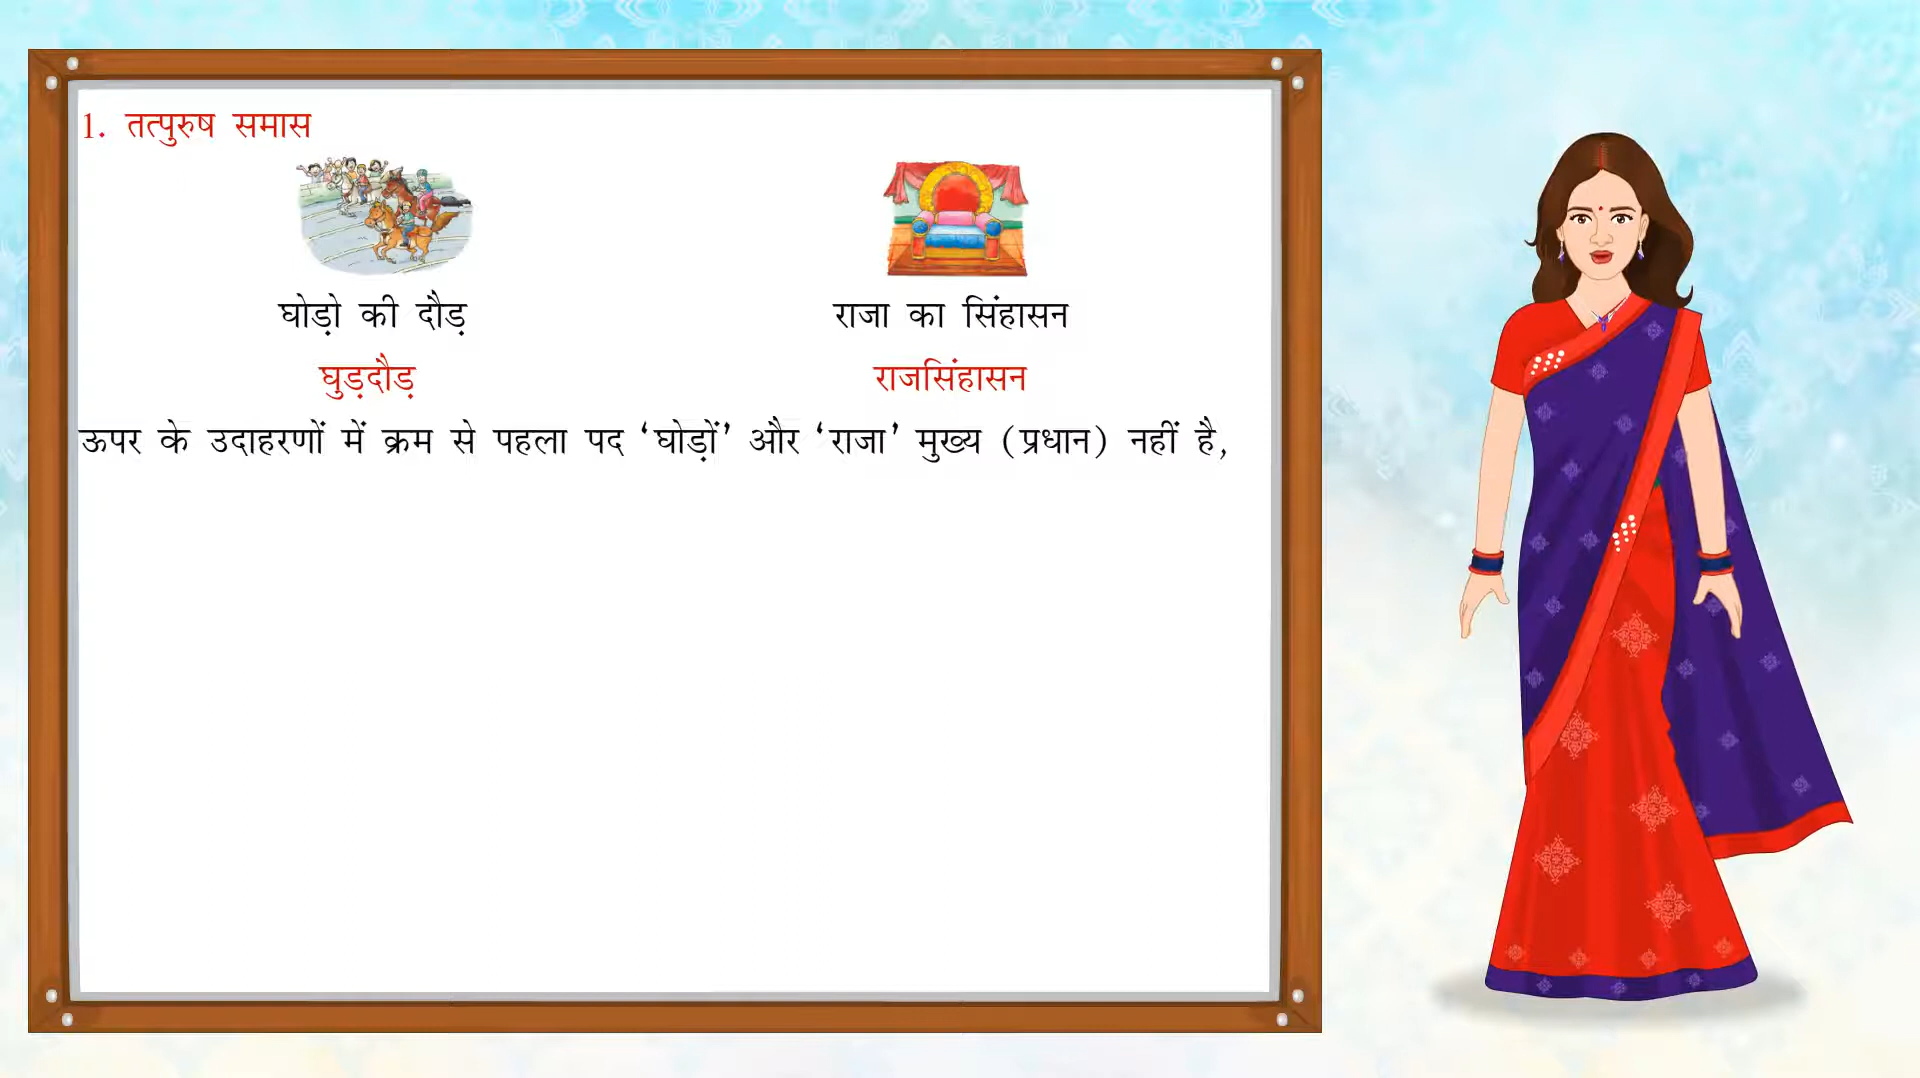 1. तत्पुरुष समास
घोड़ो की दौड़
राजा का सिंहासन
घुड़दौड़
राजसिंहासन
ऊपर के उदाहरणों में क्रम से पहला पद ‘घोड़ों’ और ‘राजा’ मुख्य (प्रधान) नहीं है,